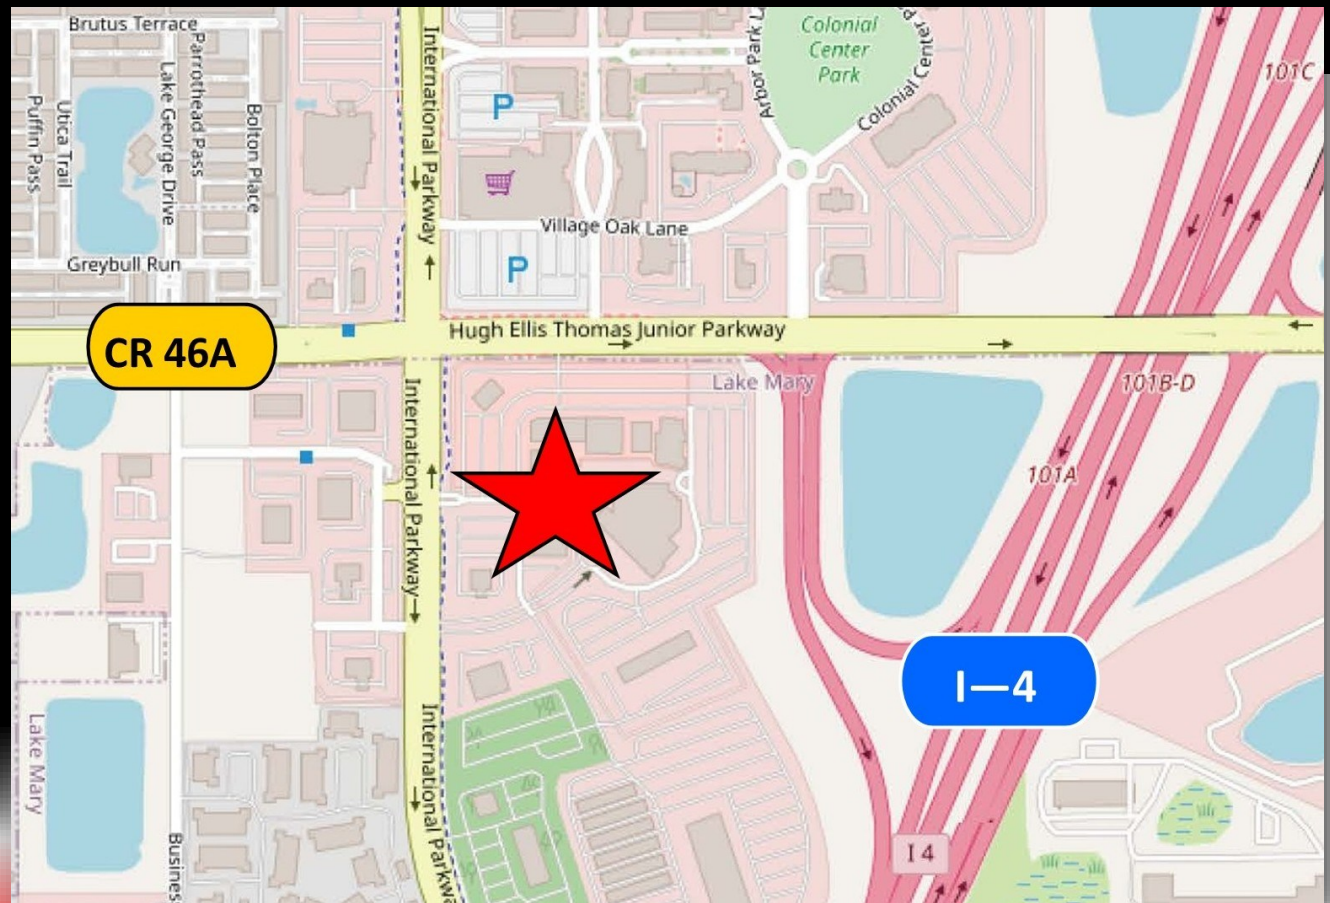 Brutus Terrace
International Parkway
Colonial
Center
Park
Arbor Park L
Colonial Center P
101C
Parrothead Pass
Lake George Drive
Utica Trail
Puffin Pass
Bolton Place
P
Village Oak Lane
Greybull Run
P
Hugh Ellis Thomas Junior Parkway
CR 46A
Lake Mary
101B-D
International Parkway
101A
I—4
Lake Mary
International Parkwa
Busines
I 4